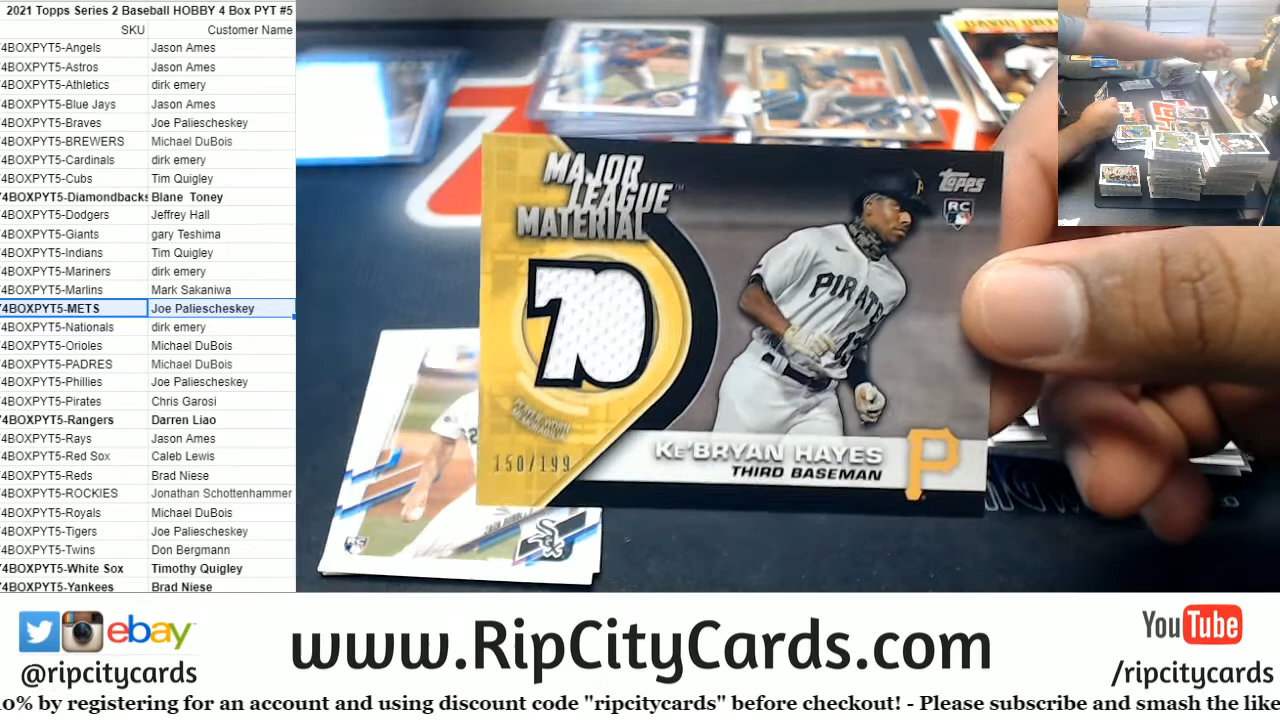 2021 Topps Series 2 Baseball HOBBY 4 Box PYT #5
SKU Customer Name
4BOXPYT5-Angels Jason Ames
4BOXPYT5-Astros Jason Ames
4BOXPYT5-Athletics dirk emery
4BOXPYT5-Blue Jays Jason Ames
4BOXPYT5-Braves Joe Paliescheskey
4BOXPYT5-BREWERS Michael DuBois
4BOXPYT5-Cardinals dirk emery
4BOXPYT5-Cubs Tim Quigley
4BOXPYT5-Diamondbacks Blane Toney
4BOXPYT5-Dodgers Jeffrey Hall
4BOXPYT5-Giants gary Teshima
4BOXPYT5-Indians Tim Quigley
4BOXPYT5-Mariners dirk emery
4BOXPYT5-Marlins Mark Sakaniwa
4BOXPYT5-METS Joe Paliescheskey
4BOXPYT5-Nationals dirk emery
4BOXPYT5-Orioles Michael DuBois
4BOXPYT5-PADRES Michael DuBois
4BOXPYT5-Phillies Joe Paliescheskey
4BOXPYT5-Pirates Chris Garosi
4BOXPYT5-Rangers Darren Liao
4BOXPYT5-Rays Jason Ames
4BOXPYT5-Red Sox Caleb Lewis
4BOXPYT5-Reds Brad Niese
4BOXPYT5-ROCKIES Jonathan Schottenhammer
4BOXPYT5-Royals Michael DuBois
4BOXPYT5-Tigers Joe Paliescheskey
4BOXPYT5-Twins Don Bergmann
4BOXPYT5-White Sox Timothy Quigley
4BOXPYT5-Yankees Brad Niese
DAVID ORT
MAJOR
LEAGUE
MATERIAL™
TOPPS
RC
P
70
PIRATE
13
150/199
KE'BRYAN HAYES
THIRD BASEMAN
P
RC
SOX
ebay
@ripcitycards
www.RipCityCards.com
YouTube
/ripcitycards
0% by registering for an account and using discount code "ripcitycards" before checkout! - Please subscribe and smash the like